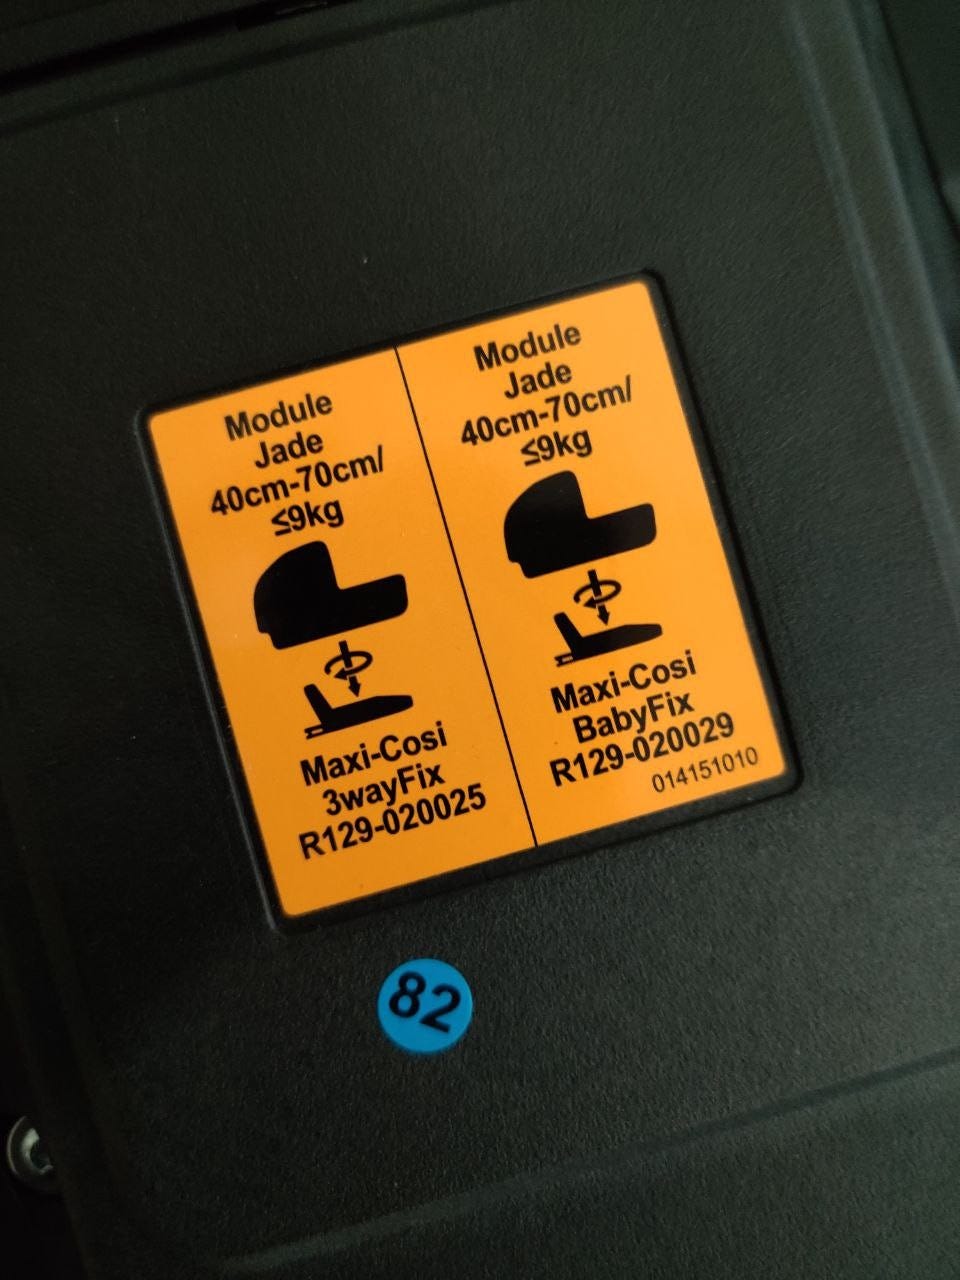 Module
Jade
40cm-70cm/
≤9kg
Maxi-Cosi
3wayFix
R129-020025
Module
Jade
40cm-70cm/
≤9kg
Maxi-Cosi
BabyFix
R129-020029
014151010
82